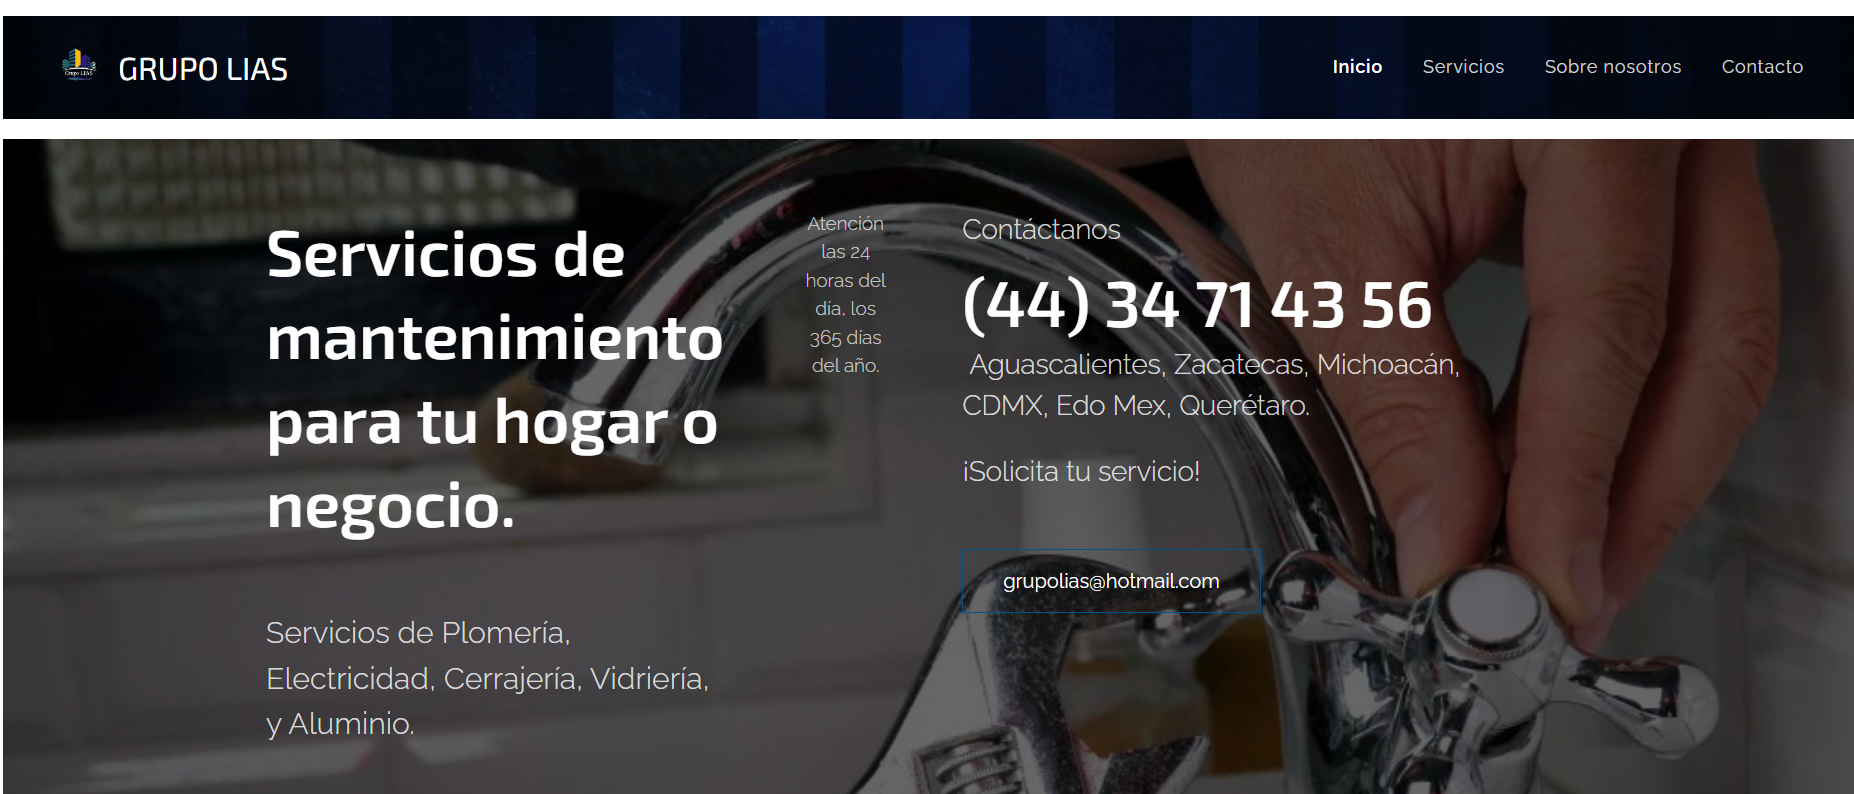 Grupo LIAS
GRUPO LIAS
Inicio
Servicios
Sobre nosotros
Contacto
Servicios de
mantenimiento
para tu hogar o
negocio.
Servicios de Plomería,
Electricidad, Cerrajería, Vidriería,
y Aluminio.
Atención
las 24
horas del
día, los
365 días
del año.
Contáctanos
(44) 34 71 43 56
Aguascalientes, Zacatecas, Michoacán,
CDMX, Edo Mex, Querétaro.
¡Solicita tu servicio!
grupolias@hotmail.com